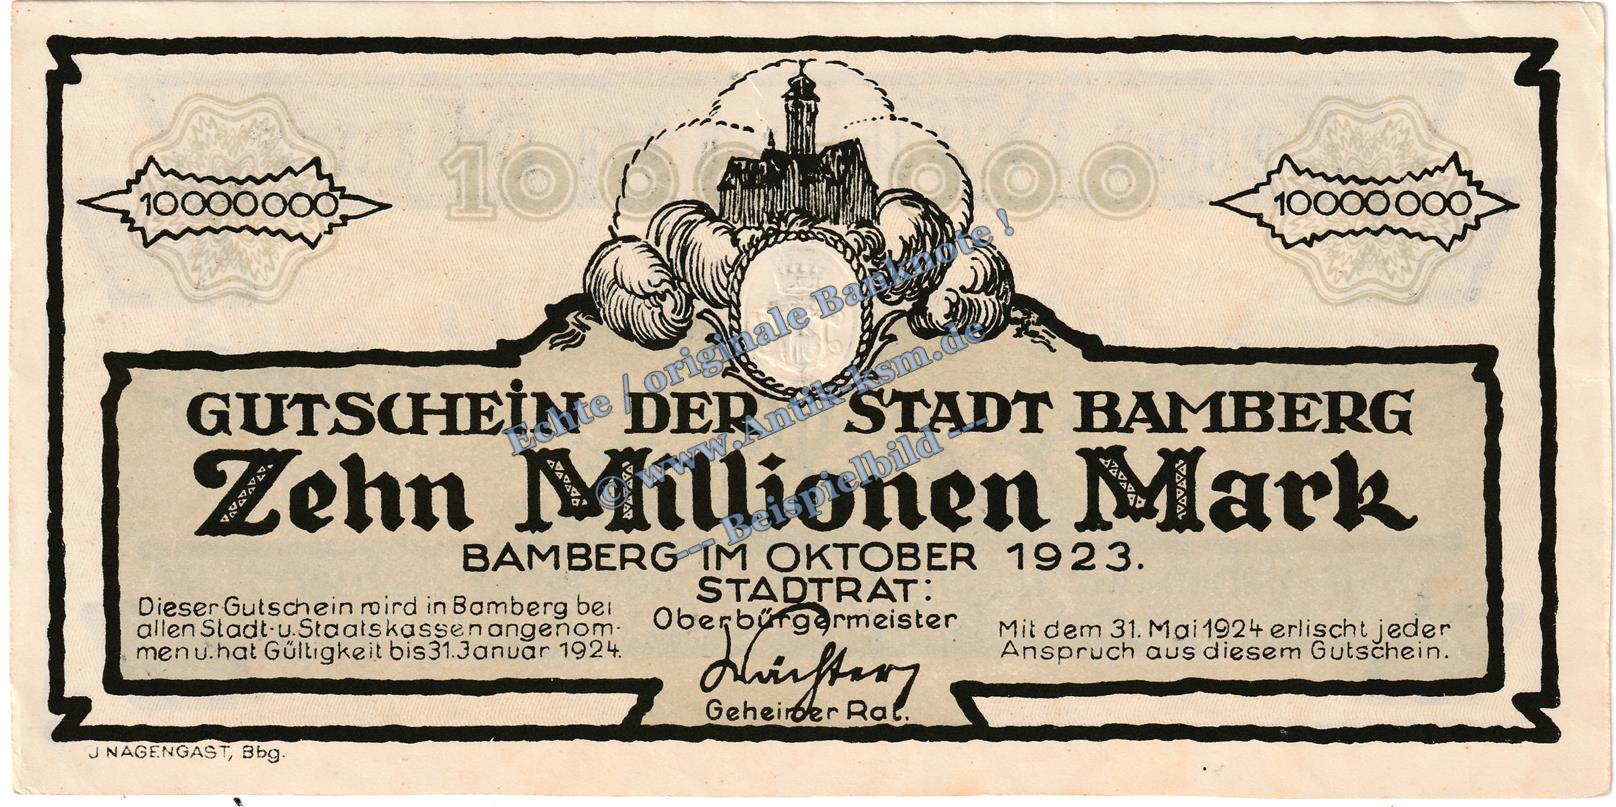 10000000
10000000
10000000
GUTSCHEIN DER STADT BAMBERG
Zehn Millionen Mark
BAMBERG IM OKTOBER 1923.
STADTRAT:
Oberbürgermeister
Wächter
Geheimer Rat.
Dieser Gutschein wird in Bamberg bei
allen Stadt- u. Staatskassen angenom-
men u. hat Gültigkeit bis 31. Januar 1924.
Mit dem 31. Mai 1924 erlischt jeder
Anspruch aus diesem Gutschein.
J NAGENGAST, Bbg.
Echte / originale Banknote !
© www.Antik-ksm.de
--- Beispielbild ---